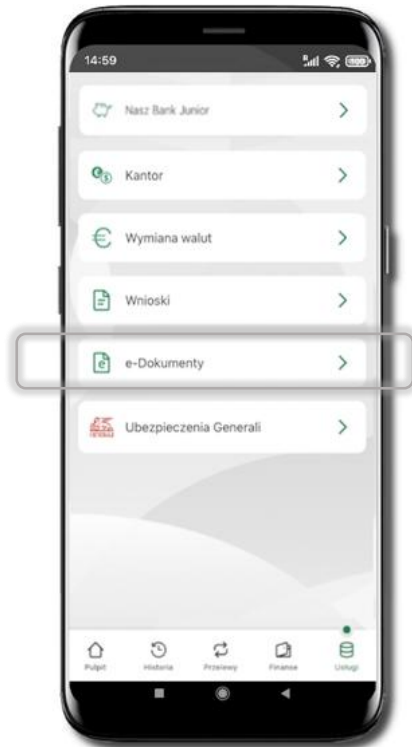 14:59
Nasz Bank Junior
Kantor
Wymiana walut
Wnioski
e-Dokumenty
Ubezpieczenia Generali
Pulpit
Historia
Przelewy
Finanse
Usługi